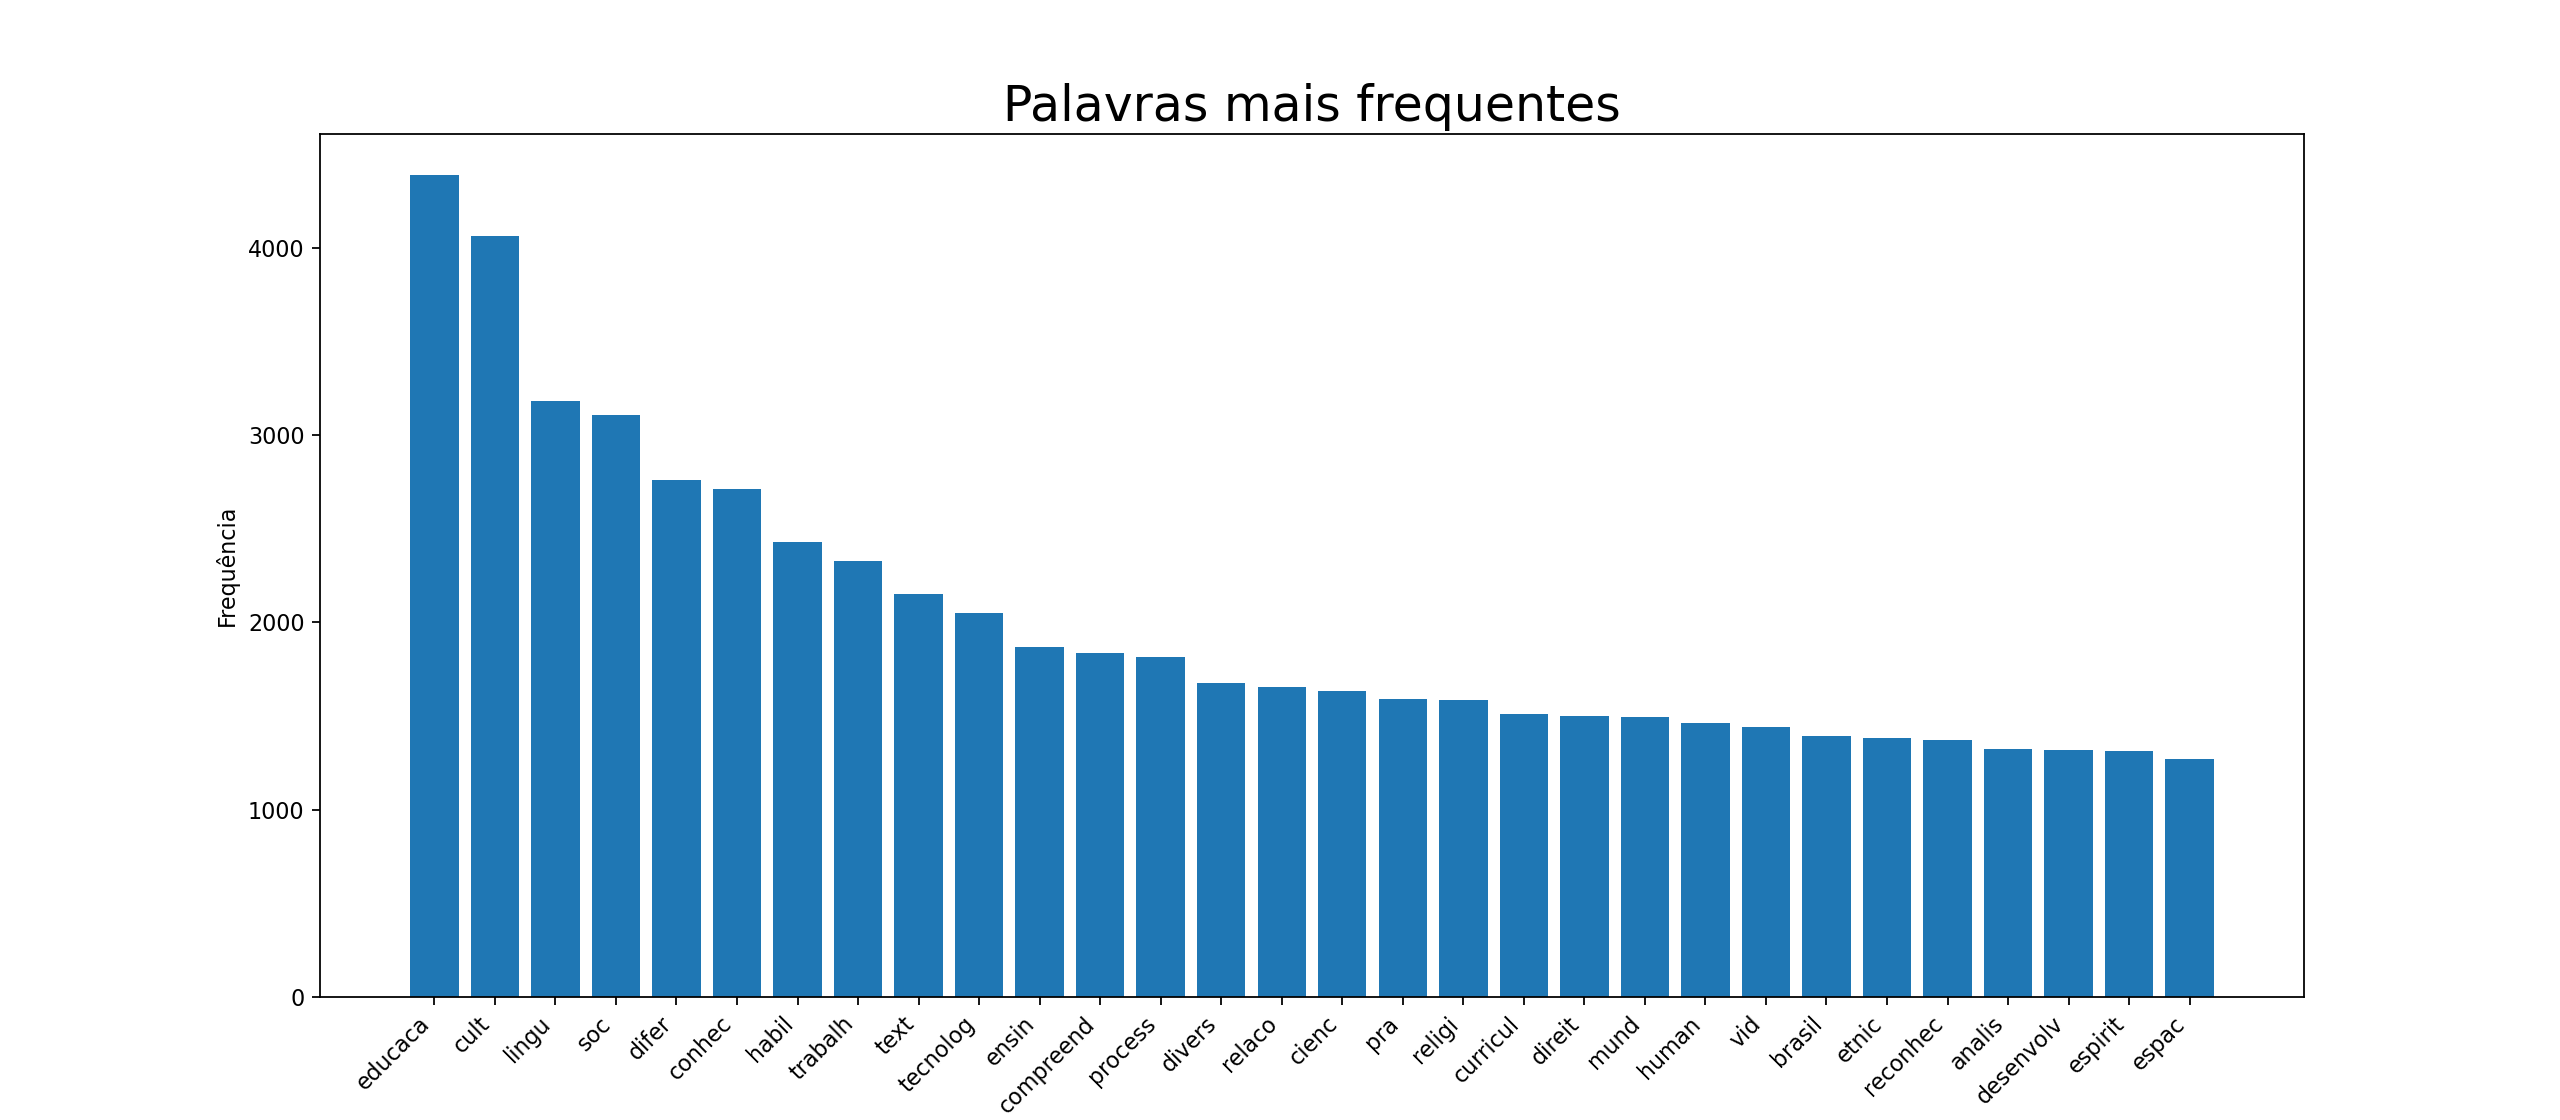 Palavras mais frequentes
Frequência
4000
3000
2000
1000
0
educaca
cult
lingu
soc
difer
conhec
habil
trabalh
text
tecnolog
ensin
compreend
process
divers
relaco
cienc
pra
religi
curricul
direit
mund
human
vid
brasil
etnic
reconhec
analis
desenvolv
espirit
espac